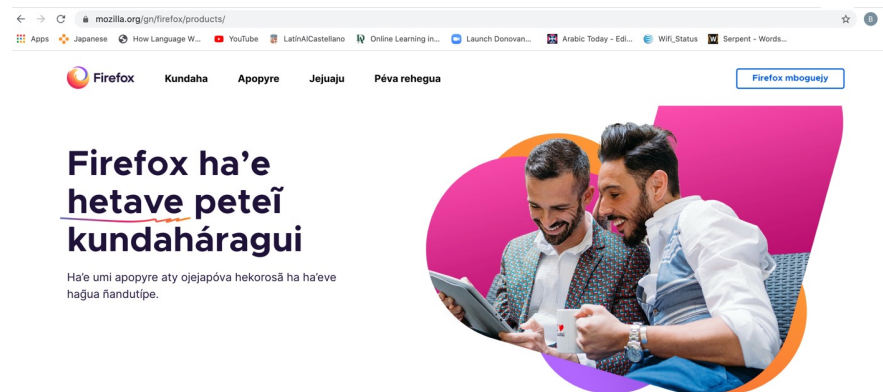 mozilla.org/gn/firefox/products/
B
Apps Japanese How Language W... YouTube LatinAlCastellano Online Learning in... Launch Donovan... Arabic Today - Edi... Wifi_Status Serpent - Words...
Firefox Kundaha Apopyre Jejuaju Péva rehegua Firefox mboguejy
Firefox ha’e
hetave peteĩ
kundaháragui
Ha’e umi apopyre aty ojejapóva hekorosã ha ha’eve
hag̃ua ñandutípe.